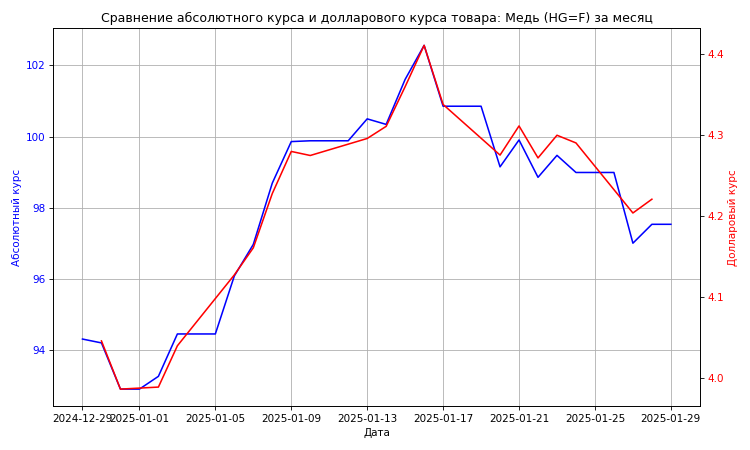 Сравнение абсолютного курса и долларового курса товара: Медь (HG=F) за месяц
102
100
98
96
94
Абсолютный курс
4.4
4.3
4.2
4.1
4.0
Долларовый курс
2024-12-29 2025-01-01 2025-01-05 2025-01-09 2025-01-13 2025-01-17 2025-01-21 2025-01-25 2025-01-29
Дата